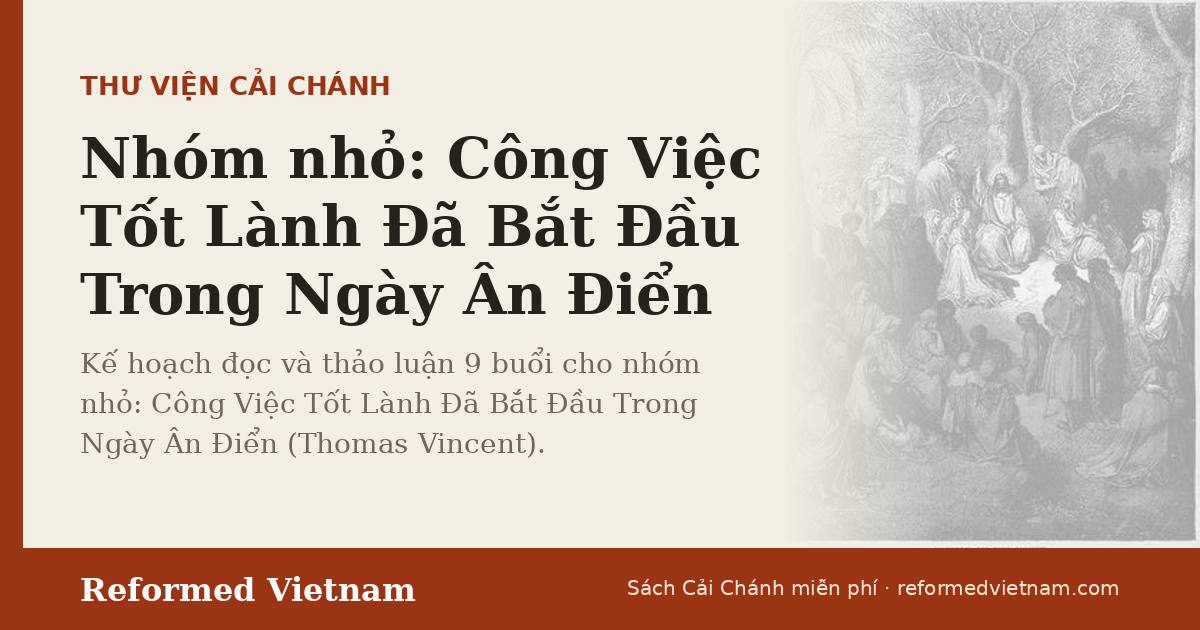 THƯ VIỆN CẢI CHÁNH
Nhóm nhỏ: Công Việc
Tốt Lành Đã Bắt Đầu
Trong Ngày Ân Điển
Kế hoạch đọc và thảo luận 9 buổi cho nhóm
nhỏ: Công Việc Tốt Lành Đã Bắt Đầu Trong
Ngày Ân Điển (Thomas Vincent).
Reformed Vietnam
Sách Cải Chánh miễn phí · reformedvietnam.com